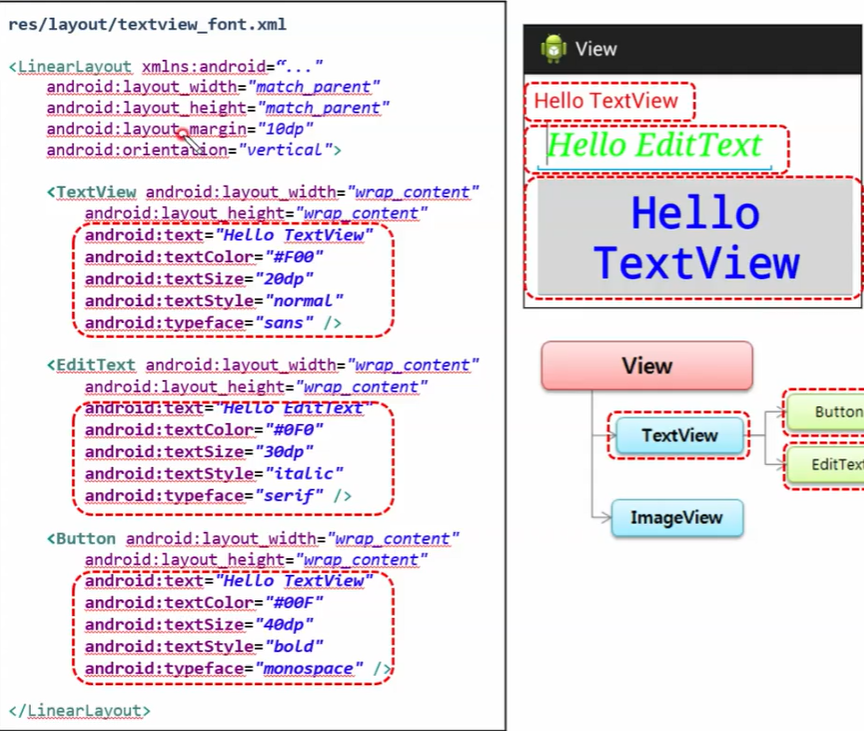 res/layout/textview_font.xml
<LinearLayout xmlns:android=“..."
android:layout_width="match_parent"
android:layout_height="match_parent"
android:layout_margin="10dp"
android:orientation="vertical">
<TextView android:layout_width="wrap_content"
android:layout_height="wrap_content"
android:text="Hello TextView"
android:textColor="#F00"
android:textSize="20dp"
android:textStyle="normal"
android:typeface="sans" />
<EditText android:layout_width="wrap_content"
android:layout_height="wrap_content"
android:text="Hello EditText"
android:textColor="#0F0"
android:textSize="30dp"
android:textStyle="italic"
android:typeface="serif" />
<Button android:layout_width="wrap_content"
android:layout_height="wrap_content"
android:text="Hello TextView"
android:textColor="#00F"
android:textSize="40dp"
android:textStyle="bold"
android:typeface="monospace" />
</LinearLayout>
View
Hello TextView
Hello EditText
Hello
TextView
View
TextView
Button
EditText
ImageView